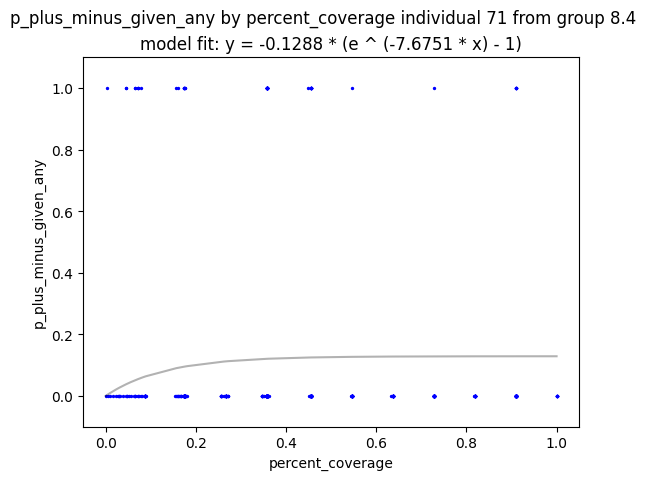 p_plus_minus_given_any by percent_coverage individual 71 from group 8.4
model fit: y = -0.1288 * (e ^ (-7.6751 * x) - 1)
1.0
0.8
0.6
0.4
0.2
0.0
p_plus_minus_given_any
0.0 0.2 0.4 0.6 0.8 1.0
percent_coverage